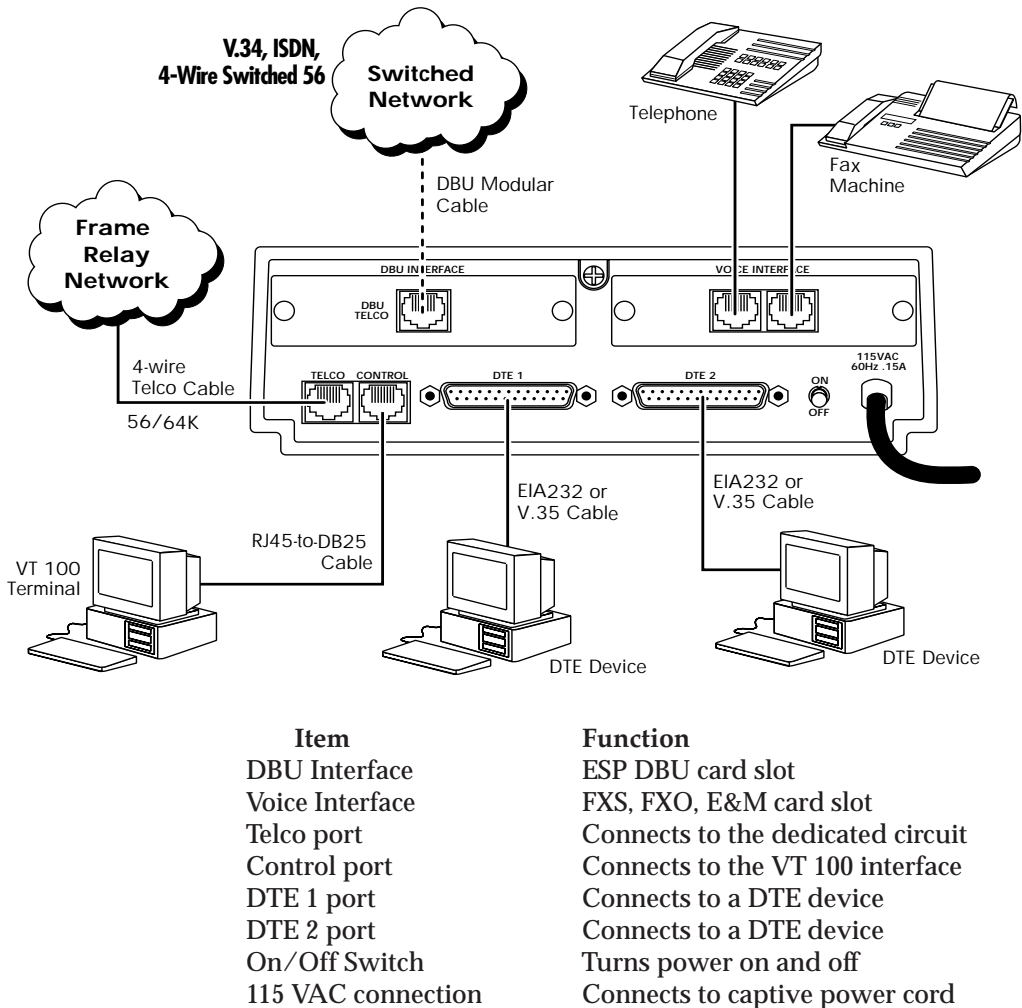 V.34, ISDN,
4-Wire Switched 56
Switched
Network
Telephone
Fax
Machine
DBU Modular
Cable
Frame
Relay
Network
DBU INTERFACE
VOICE INTERFACE
DBU
TELCO
4-wire
Telco Cable
56/64K
TELCO
CONTROL
DTE 1
DTE 2
ON
OFF
115VAC
60Hz .15A
EIA232 or
V.35 Cable
EIA232 or
V.35 Cable
RJ45-to-DB25
Cable
VT 100
Terminal
DTE Device
DTE Device
Item Function
DBU Interface ESP DBU card slot
Voice Interface FXS, FXO, E&M card slot
Telco port Connects to the dedicated circuit
Control port Connects to the VT 100 interface
DTE 1 port Connects to a DTE device
DTE 2 port Connects to a DTE device
On/Off Switch Turns power on and off
115 VAC connection Connects to captive power cord